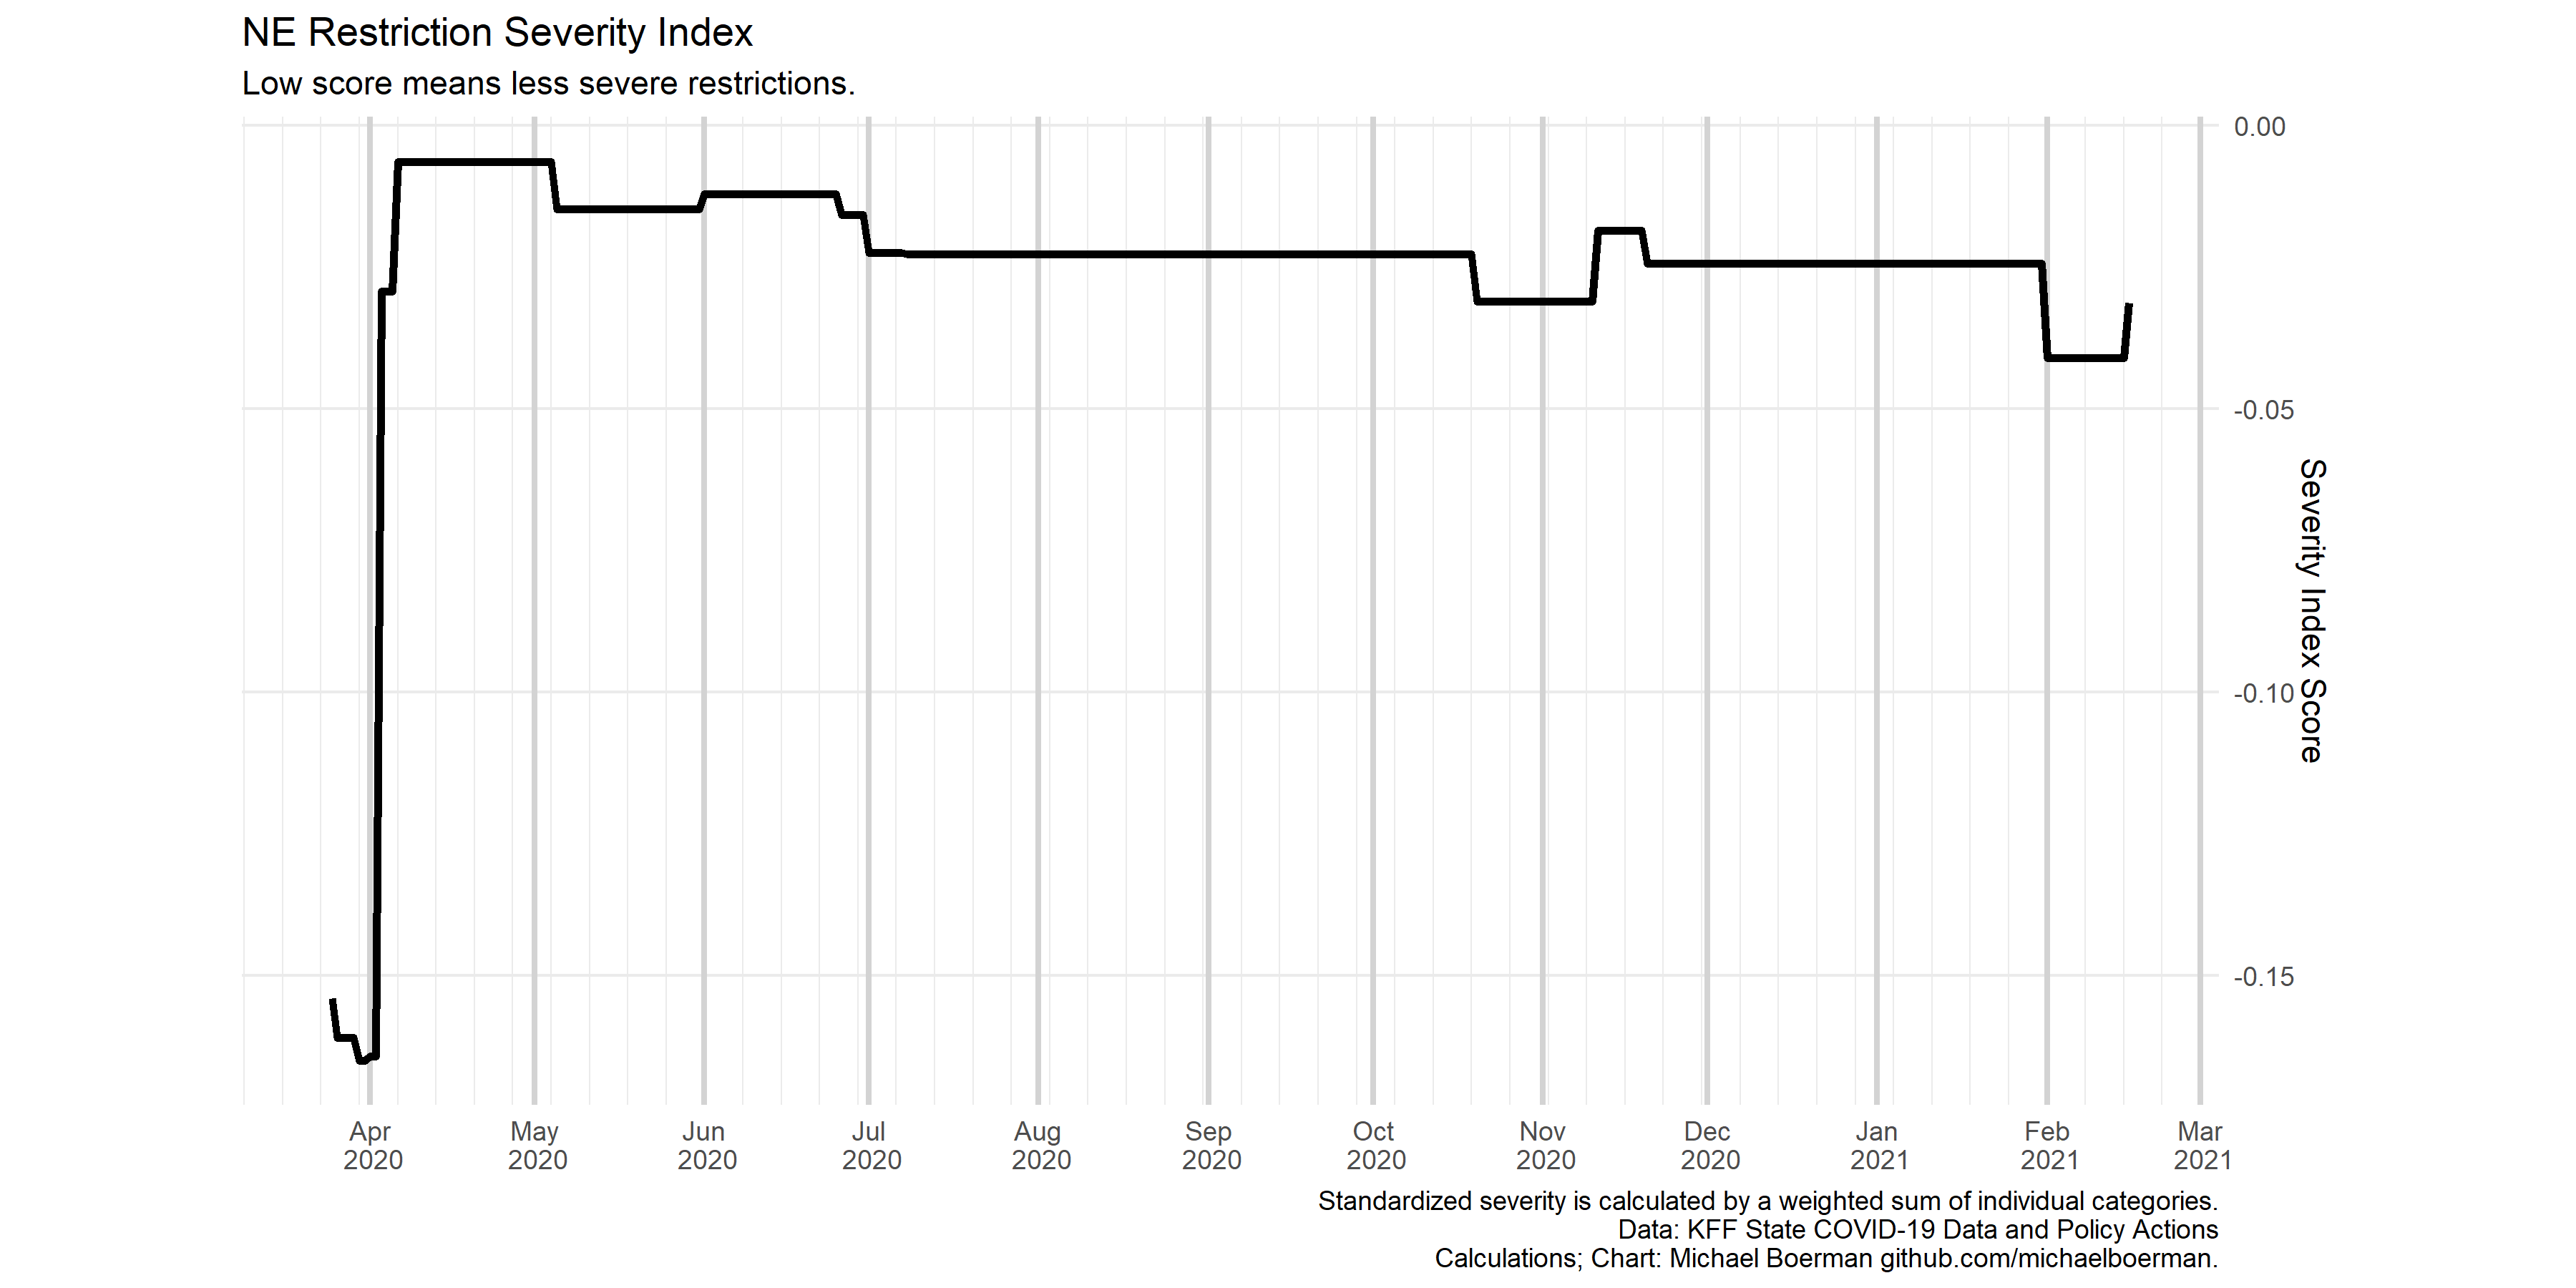 NE Restriction Severity Index
Low score means less severe restrictions.
0.00
-0.05
-0.10
-0.15
Severity Index Score
Apr 2020
May 2020
Jun 2020
Jul 2020
Aug 2020
Sep 2020
Oct 2020
Nov 2020
Dec 2020
Jan 2021
Feb 2021
Mar 2021
Standardized severity is calculated by a weighted sum of individual categories.
Data: KFF State COVID-19 Data and Policy Actions
Calculations; Chart: Michael Boerman github.com/michaelboerman.